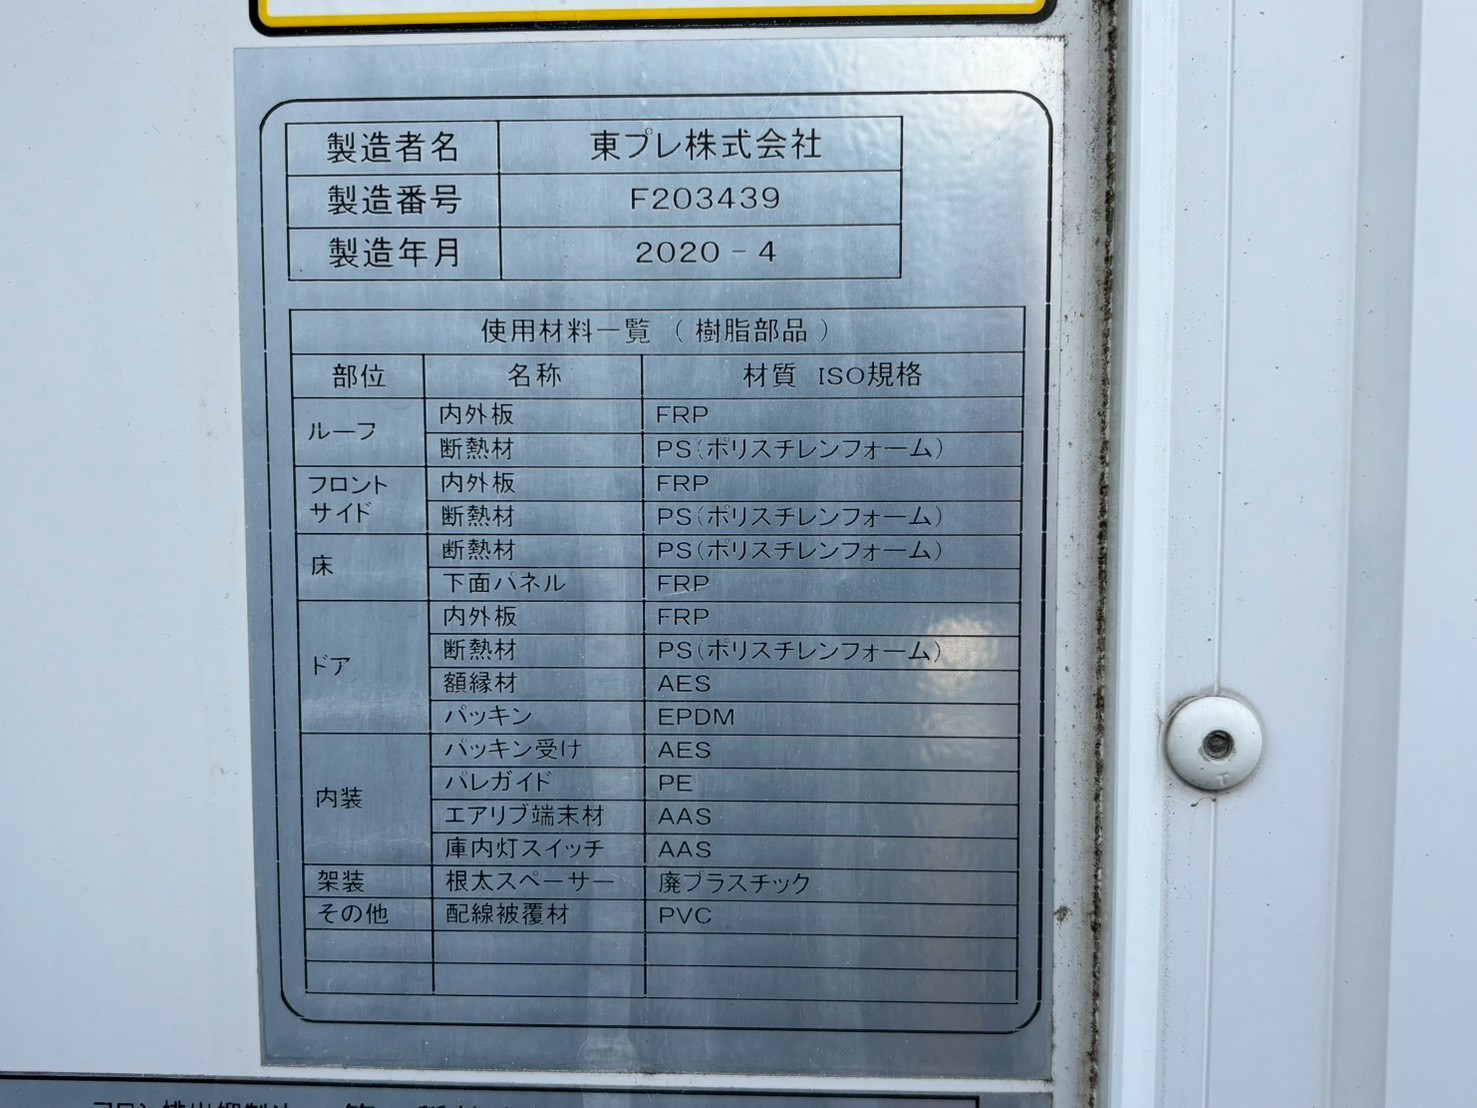 製造者名 東プレ株式会社
製造番号 F203439
製造年月 2020 - 4
使用材料一覧 ( 樹脂部品 )
部位 名称 材質 ISO規格
ルーフ 内外板 FRP
断熱材 PS(ポリスチレンフォーム)
フロント サイド 内外板 FRP
断熱材 PS(ポリスチレンフォーム)
床 断熱材 PS(ポリスチレンフォーム)
下面パネル FRP
ドア 内外板 FRP
断熱材 PS(ポリスチレンフォーム)
額縁材 AES
パッキン EPDM
内装 パッキン受け AES
パレガイド PE
エアリブ端末材 AAS
庫内灯スイッチ AAS
架装 根太スペーサー 廃プラスチック
その他 配線被覆材 PVC